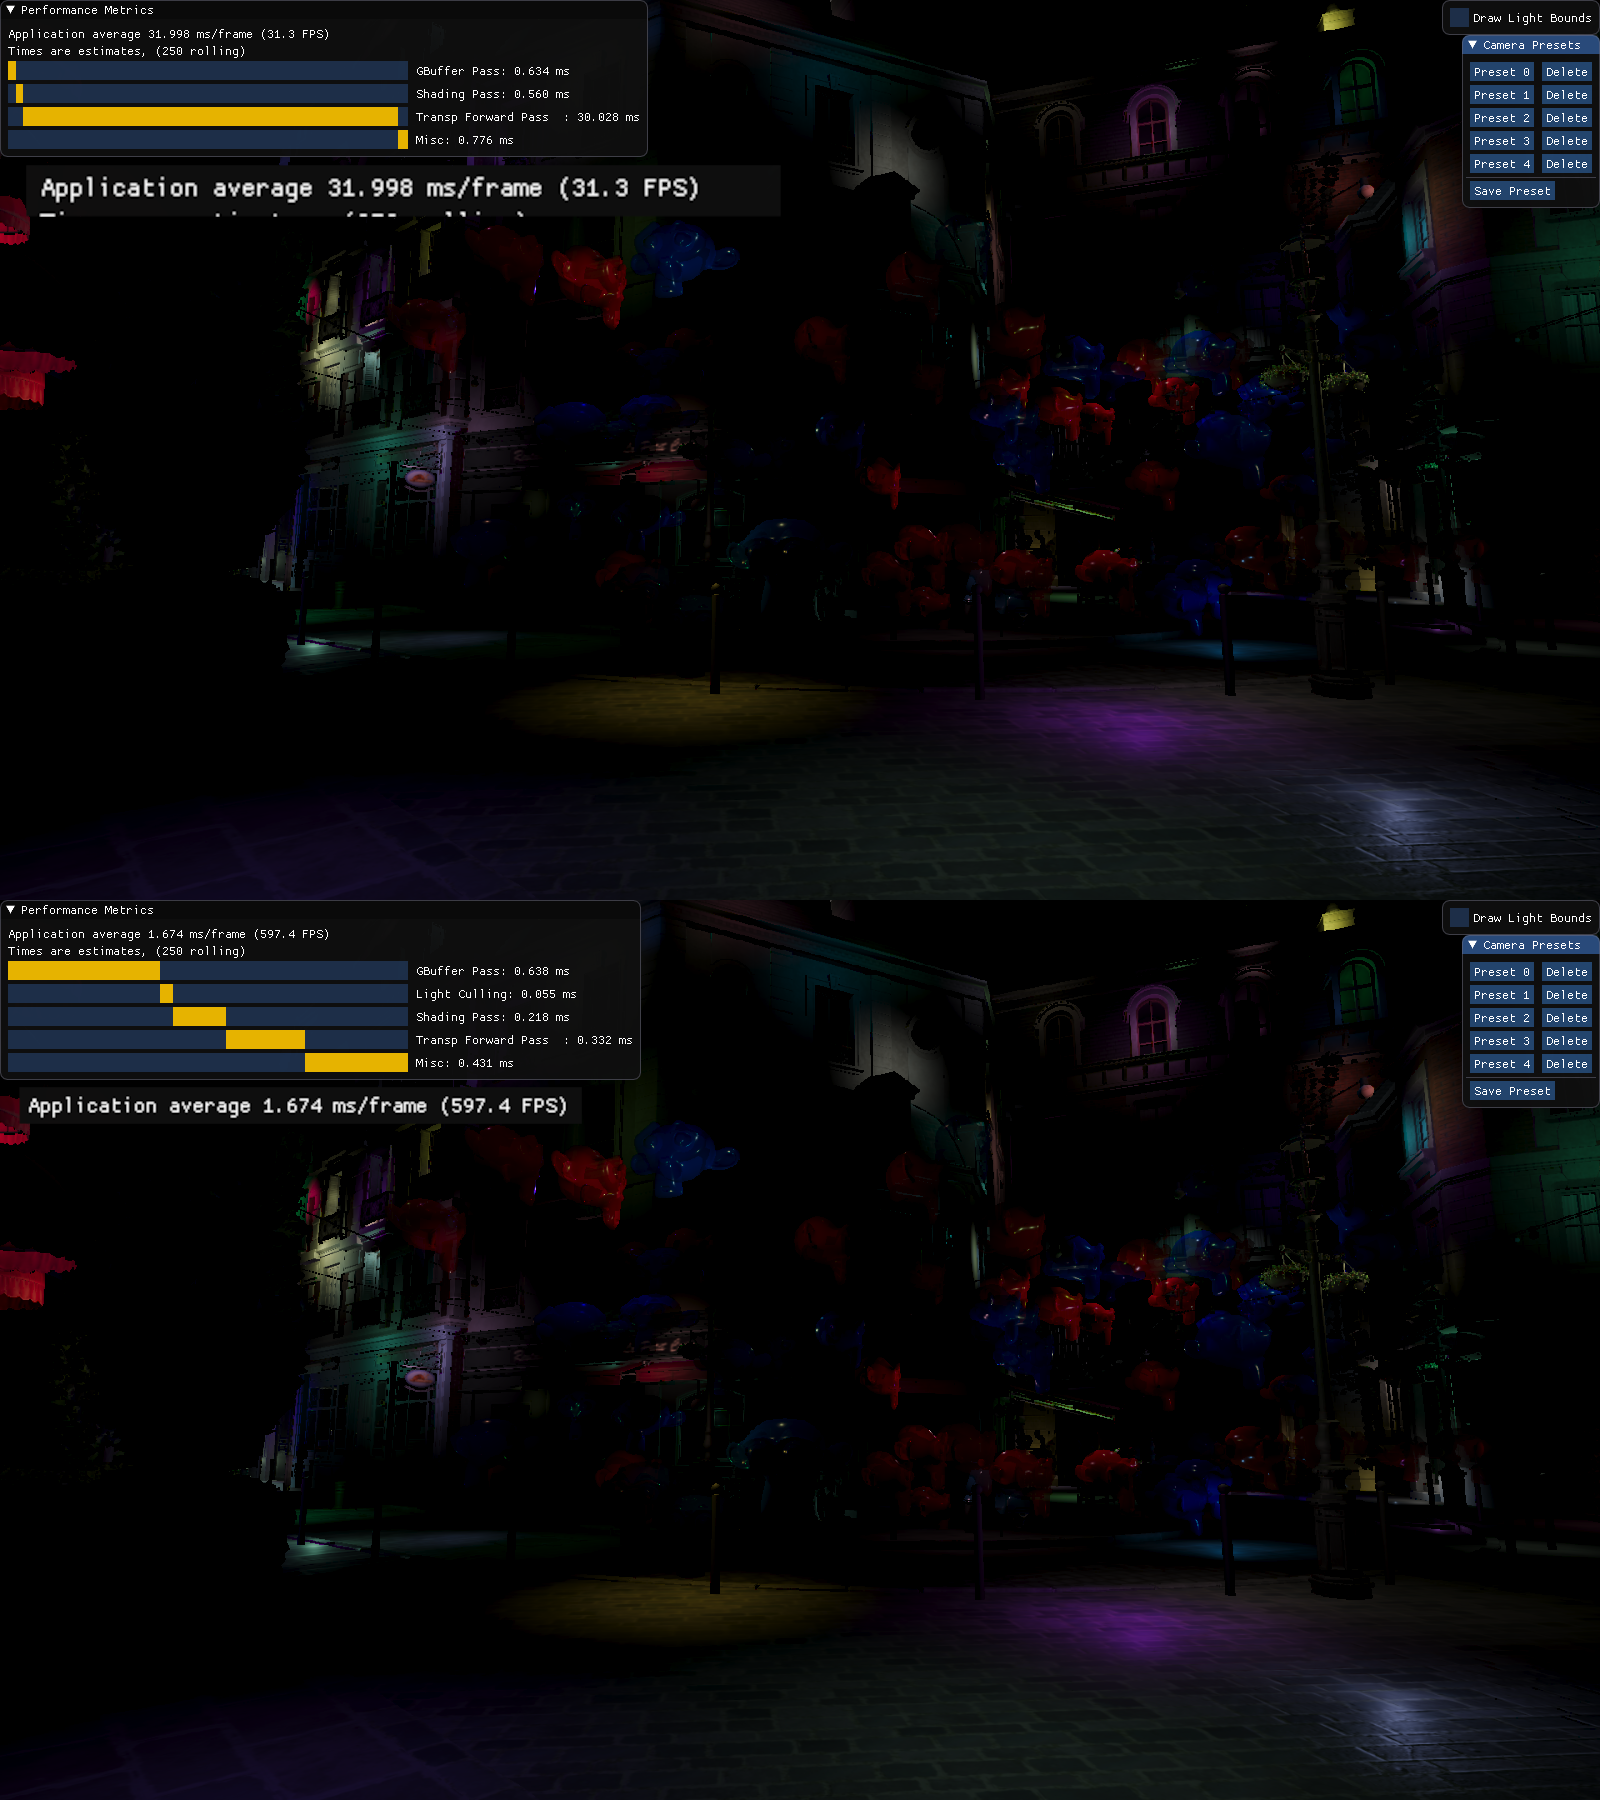 ▼ Performance Metrics
Application average 31.998 ms/frame (31.3 FPS)
Times are estimates, (250 rolling)
GBuffer Pass: 0.634 ms
Shading Pass: 0.560 ms
Transp Forward Pass : 30.028 ms
Misc: 0.776 ms
Application average 31.998 ms/frame (31.3 FPS)
Draw Light Bounds
▼ Camera Presets
Preset 0 Delete
Preset 1 Delete
Preset 2 Delete
Preset 3 Delete
Preset 4 Delete
Save Preset
▼ Performance Metrics
Application average 1.674 ms/frame (597.4 FPS)
Times are estimates, (250 rolling)
GBuffer Pass: 0.638 ms
Light Culling: 0.055 ms
Shading Pass: 0.218 ms
Transp Forward Pass : 0.332 ms
Misc: 0.431 ms
Application average 1.674 ms/frame (597.4 FPS)
Draw Light Bounds
▼ Camera Presets
Preset 0 Delete
Preset 1 Delete
Preset 2 Delete
Preset 3 Delete
Preset 4 Delete
Save Preset